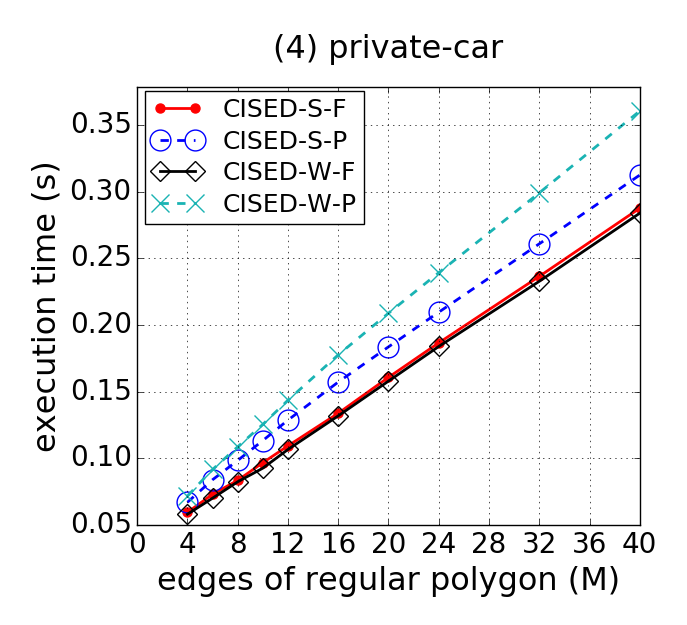 (4) private-car
CISED-S-F
CISED-S-P
CISED-W-F
CISED-W-P
execution time (s)
0.35
0.30
0.25
0.20
0.15
0.10
0.05
0 4 8 12 16 20 24 28 32 36 40
edges of regular polygon (M)